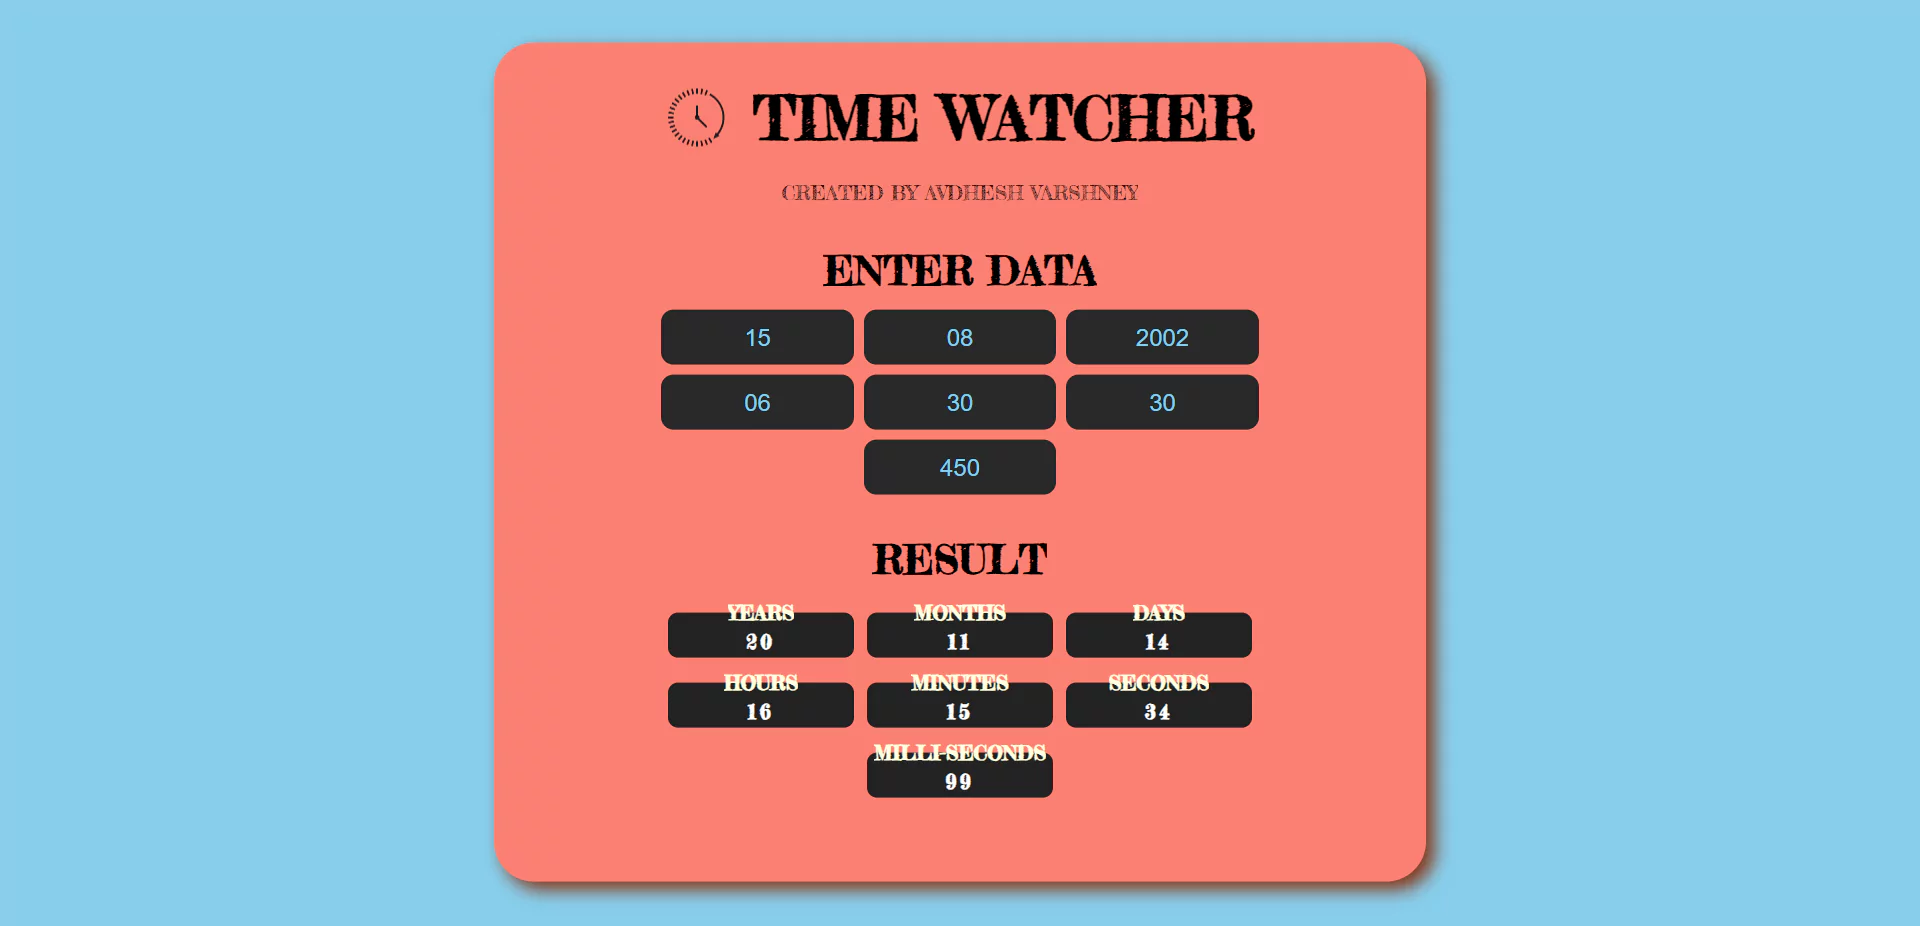 TIME WATCHER
CREATED BY AVDHESH VARSHNEY
ENTER DATA
15 08 2002
06 30 30
450
RESULT
YEARS MONTHS DAYS
20 11 14
HOURS MINUTES SECONDS
16 15 34
MILLI-SECONDS
99